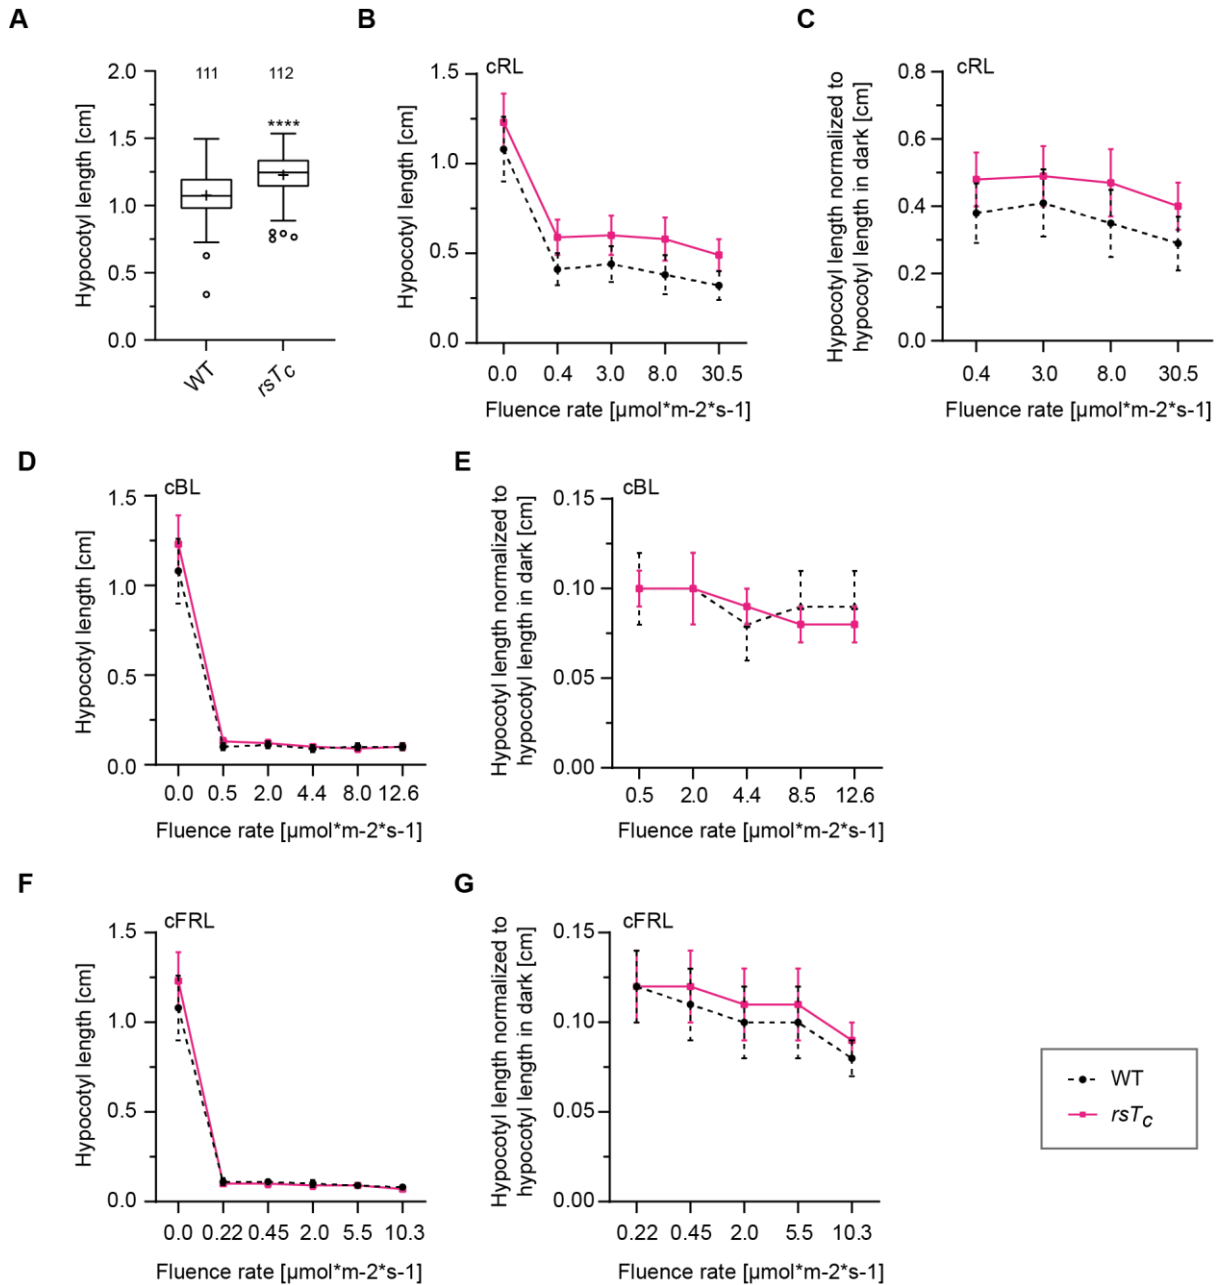 A
B
C
Hypocotyl length [cm]
2.0
1.5
1.0
0.5
0.0
111
112
****
WT
rsTc
cRL
Hypocotyl length [cm]
1.5
1.0
0.5
0.0
0.0 0.4 3.0 8.0 30.5
Fluence rate [µmol*m-2*s-1]
cRL
Hypocotyl length normalized to
hypocotyl length in dark [cm]
0.8
0.6
0.4
0.2
0.0
0.4 3.0 8.0 30.5
Fluence rate [µmol*m-2*s-1]
D
E
cBL
Hypocotyl length [cm]
1.5
1.0
0.5
0.0
0.0 0.5 2.0 4.4 8.0 12.6
Fluence rate [µmol*m-2*s-1]
cBL
Hypocotyl length normalized to
hypocotyl length in dark [cm]
0.15
0.10
0.05
0.00
0.5 2.0 4.4 8.5 12.6
Fluence rate [µmol*m-2*s-1]
F
G
cFRL
Hypocotyl length [cm]
1.5
1.0
0.5
0.0
0.0 0.22 0.45 2.0 5.5 10.3
Fluence rate [µmol*m-2*s-1]
cFRL
Hypocotyl length normalized to
hypocotyl length in dark [cm]
0.15
0.10
0.05
0.00
0.22 0.45 2.0 5.5 10.3
Fluence rate [µmol*m-2*s-1]
WT
rsTc